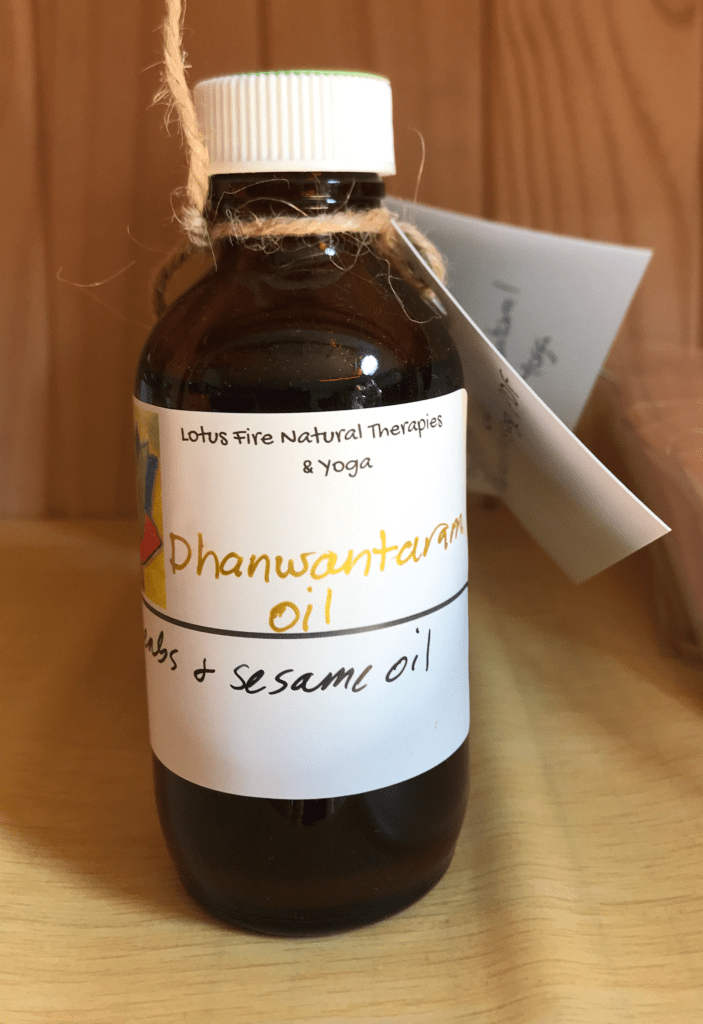 Lotus Fire Natural Therapies
& Yoga
Dhanwantaram
Oil
& sesame oil